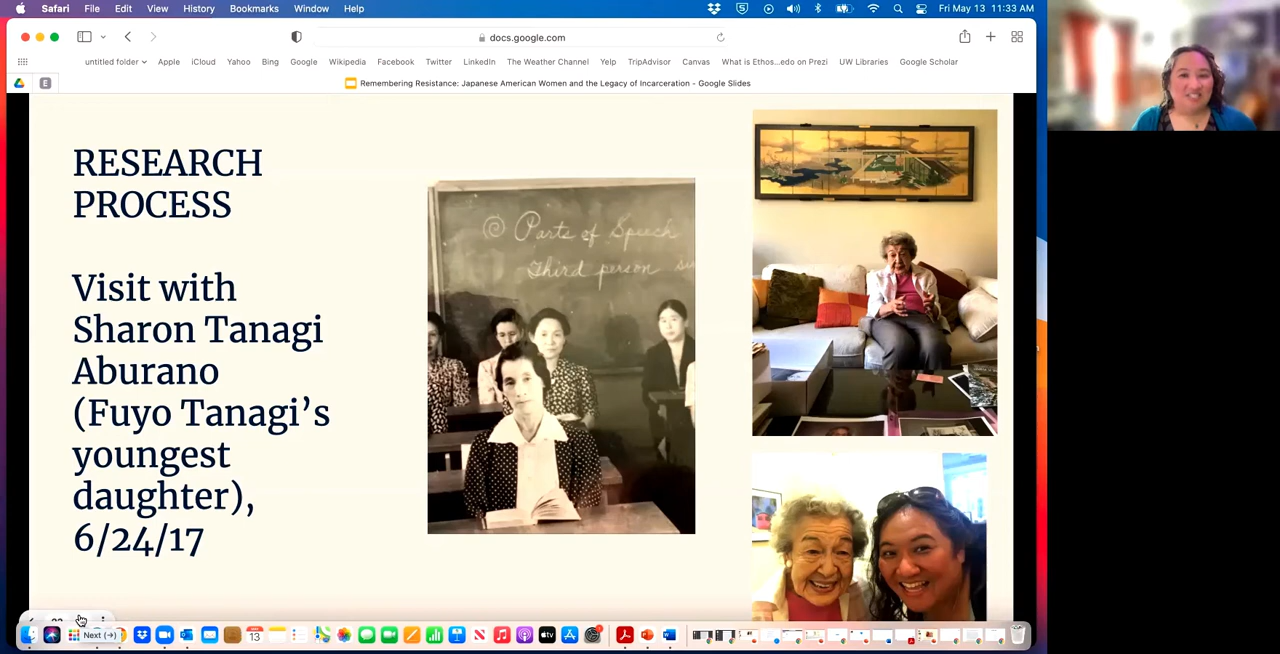 Safari File Edit View History Bookmarks Window Help Fri May 13 11:33 AM
docs.google.com
untitled folder Apple iCloud Yahoo Bing Google Wikipedia Facebook Twitter LinkedIn The Weather Channel Yelp TripAdvisor Canvas What is Ethos...edo on Prezi UW Libraries Google Scholar
E
Remembering Resistance: Japanese American Women and the Legacy of Incarceration - Google Slides
RESEARCH
PROCESS
Visit with
Sharon Tanagi
Aburano
(Fuyo Tanagi’s
youngest
daughter),
6/24/17
Parts of Speech
Third person
Next (→)
MAY
13
tv